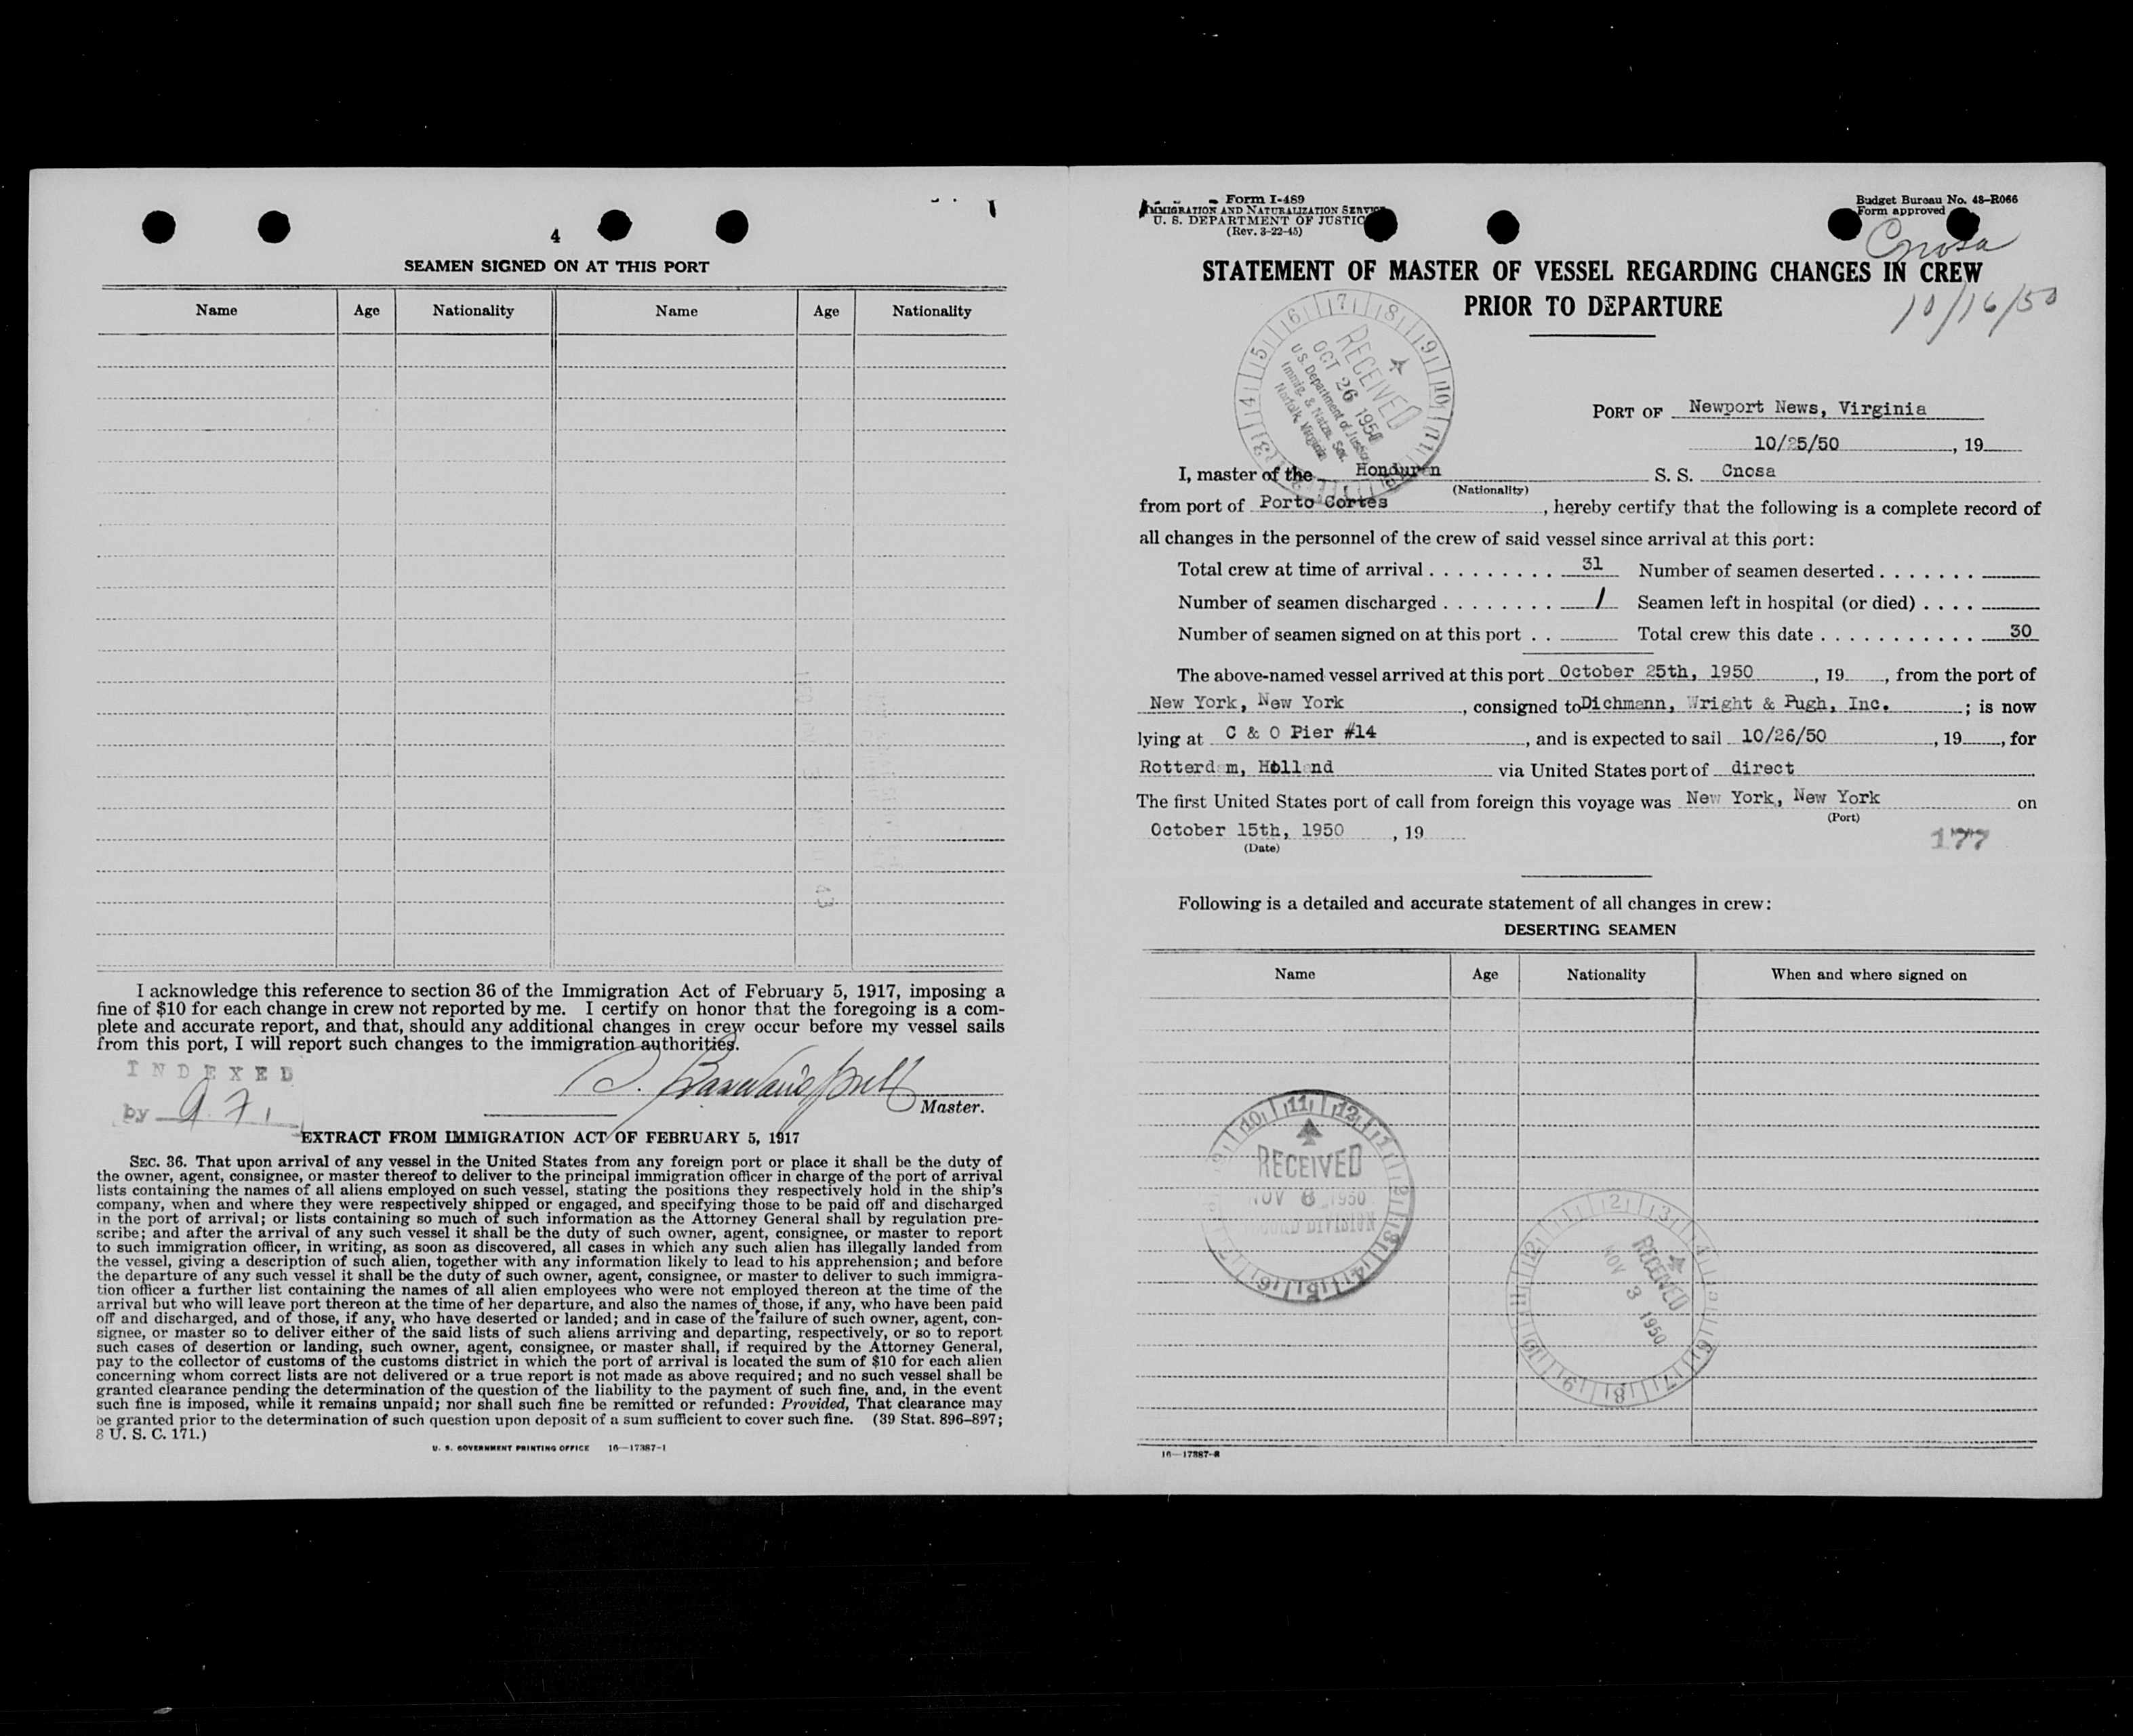 4
SEAMEN SIGNED ON AT THIS PORT
Name Age Nationality Name Age Nationality
I acknowledge this reference to section 36 of the Immigration Act of February 5, 1917, imposing a
fine of $10 for each change in crew not reported by me. I certify on honor that the foregoing is a com-
plete and accurate report, and that, should any additional changes in crew occur before my vessel sails
from this port, I will report such changes to the immigration authorities.
INDEXED
by
Master.
EXTRACT FROM IMMIGRATION ACT OF FEBRUARY 5, 1917
SEC. 36. That upon arrival of any vessel in the United States from any foreign port or place it shall be the duty of
the owner, agent, consignee, or master thereof to deliver to the principal immigration officer in charge of the port of arrival
lists containing the names of all aliens employed on such vessel, stating the positions they respectively hold in the ship's
company, when and where they were respectively shipped or engaged, and specifying those to be paid off and discharged
in the port of arrival; or lists containing so much of such information as the Attorney General shall by regulation pre-
scribe; and after the arrival of any such vessel it shall be the duty of such owner, agent, consignee, or master to report
to such immigration officer, in writing, as soon as discovered, all cases in which any such alien has illegally landed from
the vessel, giving a description of such alien, together with any information likely to lead to his apprehension; and before
the departure of any such vessel it shall be the duty of such owner, agent, consignee, or master to deliver to such immigra-
tion officer a further list containing the names of all alien employees who were not employed thereon at the time of the
arrival but who will leave port thereon at the time of her departure, and also the names of those, if any, who have been paid
off and discharged, and of those, if any, who have deserted or landed; and in case of the failure of such owner, agent, con-
signee, or master so to deliver either of the said lists of such aliens arriving and departing, respectively, or so to report
such cases of desertion or landing, such owner, agent, consignee, or master shall, if required by the Attorney General,
pay to the collector of customs of the customs district in which the port of arrival is located the sum of $10 for each alien
concerning whom correct lists are not delivered or a true report is not made as above required; and no such vessel shall be
granted clearance pending the determination of the question of the liability to the payment of such fine, and, in the event
such fine is imposed, while it remains unpaid; nor shall such fine be remitted or refunded: Provided, That clearance may
be granted prior to the determination of such question upon deposit of a sum sufficient to cover such fine. (39 Stat. 896–897;
8 U. S. C. 171.)
U. S. GOVERNMENT PRINTING OFFICE 16—17387-1
Form I-489
IMMIGRATION AND NATURALIZATION SERVICE
U. S. DEPARTMENT OF JUSTICE
(Rev. 3-22-45)
Budget Bureau No. 43–R066
Form approved
Cnosa
STATEMENT OF MASTER OF VESSEL REGARDING CHANGES IN CREW
PRIOR TO DEPARTURE
10/16/50
RECEIVED
OCT 26 1950
U.S. Department of Justice
Immig. & Natzn. Ser.
Norfolk, Virginia
PORT OF Newport News, Virginia
10/25/50, 19
I, master of the Honduren S. S. Cnosa
(Nationality)
from port of Porto Cortes, hereby certify that the following is a complete record of
all changes in the personnel of the crew of said vessel since arrival at this port:
Total crew at time of arrival . . . . . . . . . . 31 Number of seamen deserted . . . . . . .
Number of seamen discharged . . . . . . . . . 1 Seamen left in hospital (or died) . . . .
Number of seamen signed on at this port . . Total crew this date . . . . . . . . . . . . 30
The above-named vessel arrived at this port October 25th, 1950, 19, from the port of
New York, New York, consigned to Dichmann, Wright & Pugh, Inc.; is now
lying at C & O Pier #14, and is expected to sail 10/26/50, 19, for
Rotterdam, Holland via United States port of direct
The first United States port of call from foreign this voyage was New York, New York on
(Port)
October 15th, 1950, 19
(Date)
177
Following is a detailed and accurate statement of all changes in crew:
DESERTING SEAMEN
Name Age Nationality When and where signed on
RECEIVED
NOV 8 1950
RECORD DIVISION
RECEIVED
NOV 3 1950
16—17387-2